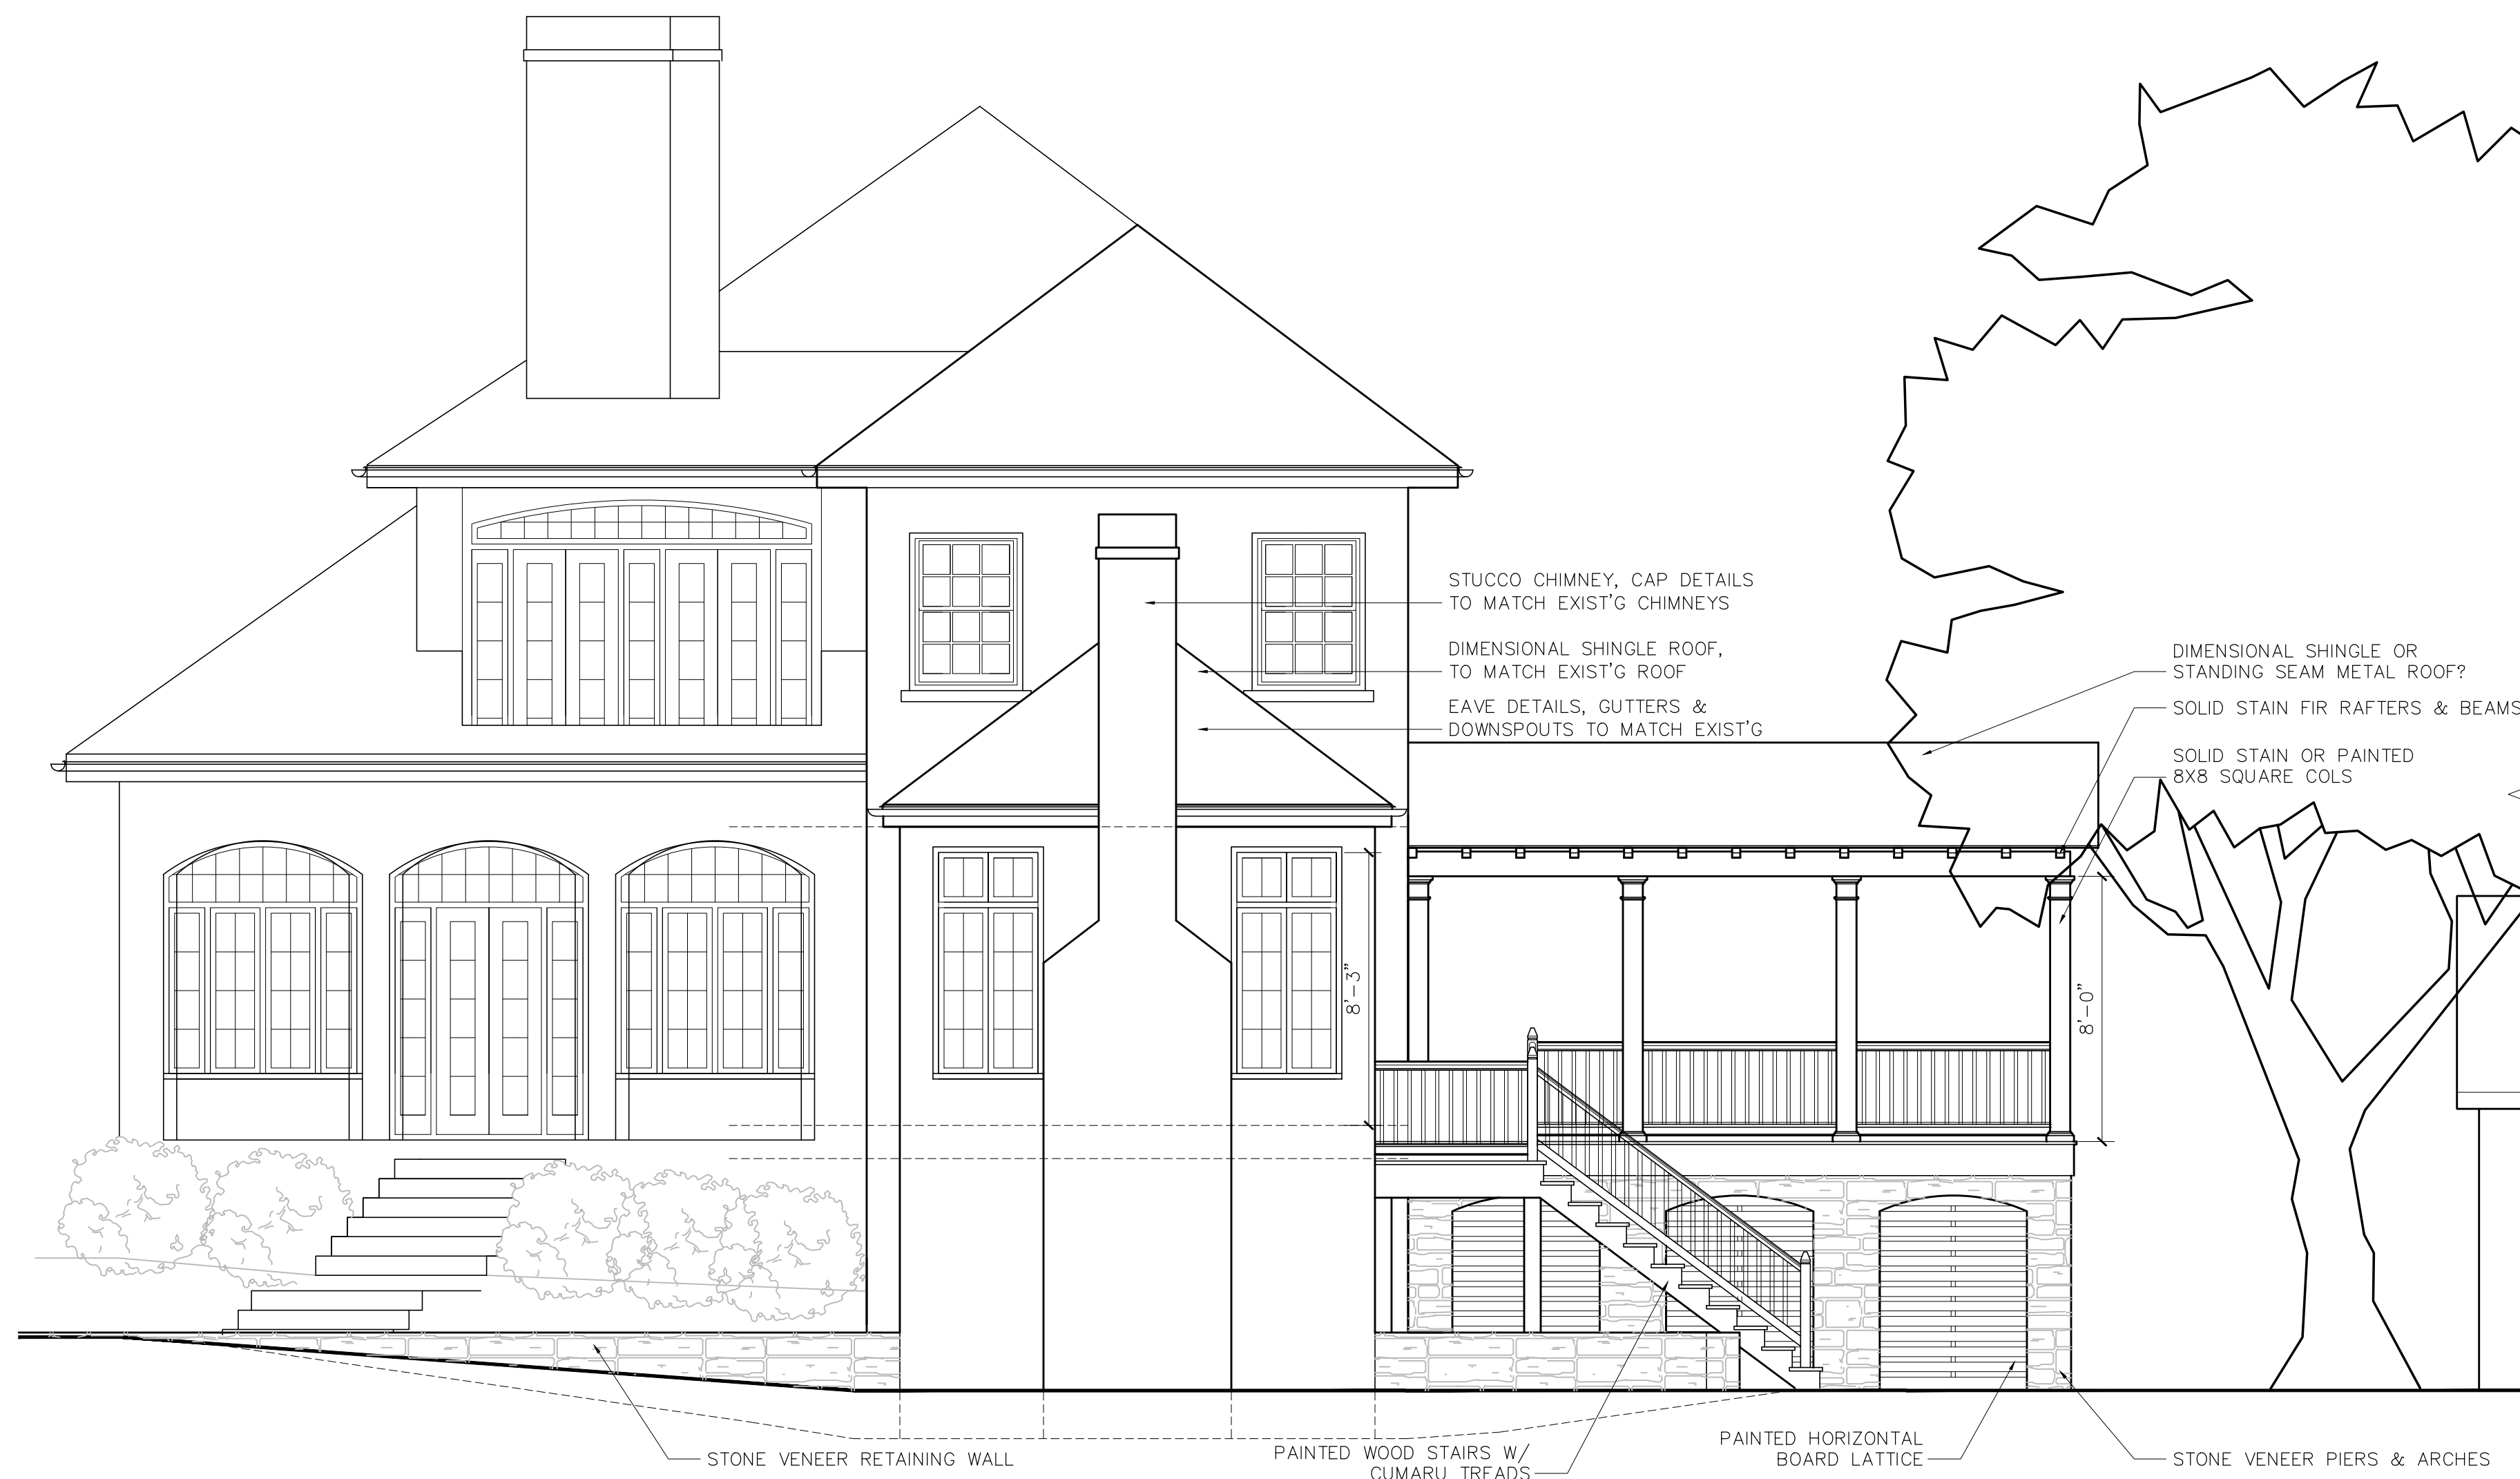 STUCCO CHIMNEY, CAP DETAILS
TO MATCH EXIST'G CHIMNEYS
DIMENSIONAL SHINGLE ROOF,
TO MATCH EXIST'G ROOF
EAVE DETAILS, GUTTERS &
DOWNSPOUTS TO MATCH EXIST'G
DIMENSIONAL SHINGLE OR
STANDING SEAM METAL ROOF?
SOLID STAIN FIR RAFTERS & BEAMS
SOLID STAIN OR PAINTED
8X8 SQUARE COLS
8'-3"
8'-0"
STONE VENEER RETAINING WALL
PAINTED WOOD STAIRS W/
CUMARU TREADS
PAINTED HORIZONTAL
BOARD LATTICE
STONE VENEER PIERS & ARCHES